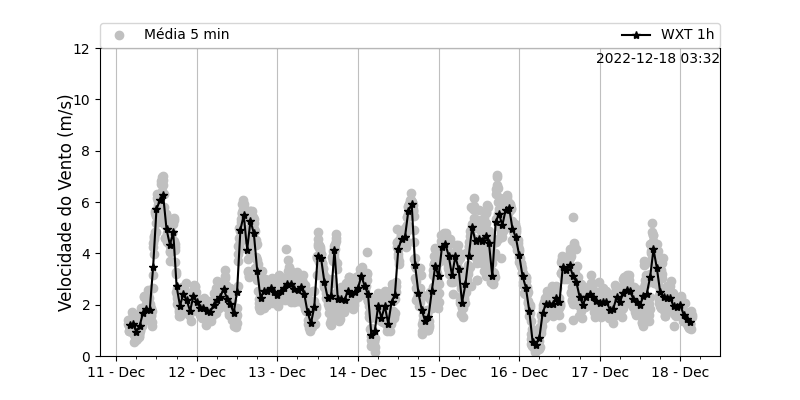 Média 5 min
WXT 1h
2022-12-18 03:32
Velocidade do Vento (m/s)
12
10
8
6
4
2
0
11 - Dec 12 - Dec 13 - Dec 14 - Dec 15 - Dec 16 - Dec 17 - Dec 18 - Dec